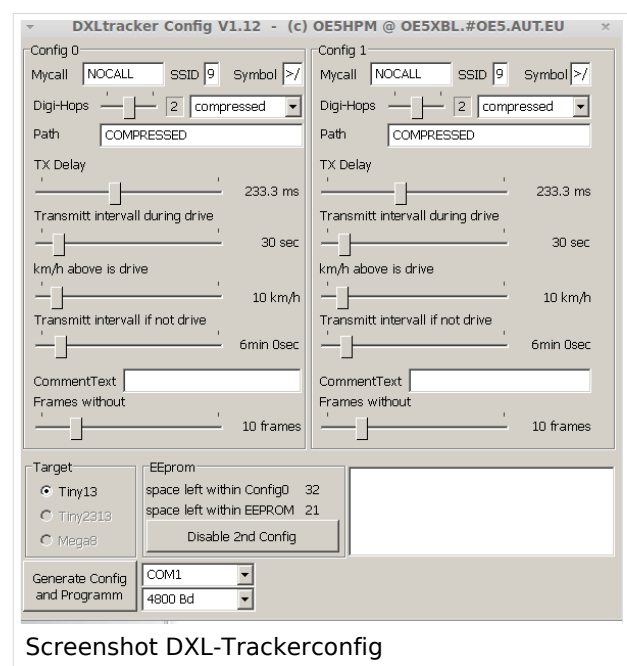 DXLtracker Config V1.12 - (c) OE5HPM @ OE5XBL.#OE5.AUT.EU
Config 0
Mycall NOCALL SSID 9 Symbol >/
Digi-Hops 2 compressed
Path COMPRESSED
TX Delay
233.3 ms
Transmitt intervall during drive
30 sec
km/h above is drive
10 km/h
Transmitt intervall if not drive
6min 0sec
CommentText
Frames without
10 frames
Config 1
Mycall NOCALL SSID 9 Symbol >/
Digi-Hops 2 compressed
Path COMPRESSED
TX Delay
233.3 ms
Transmitt intervall during drive
30 sec
km/h above is drive
10 km/h
Transmitt intervall if not drive
6min 0sec
CommentText
Frames without
10 frames
Target
Tiny13
Tiny2313
Mega8
EEprom
space left within Config0 32
space left within EEPROM 21
Disable 2nd Config
Generate Config
and Programm
COM1
4800 Bd
Screenshot DXL-Trackerconfig